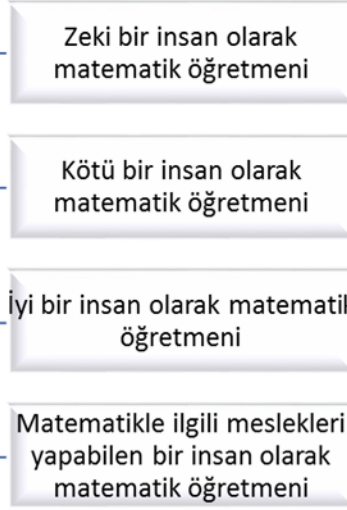 Zeki bir insan olarak
matematik öğretmeni
Kötü bir insan olarak
matematik öğretmeni
İyi bir insan olarak matematik
öğretmeni
Matematikle ilgili meslekleri
yapabilen bir insan olarak
matematik öğretmeni